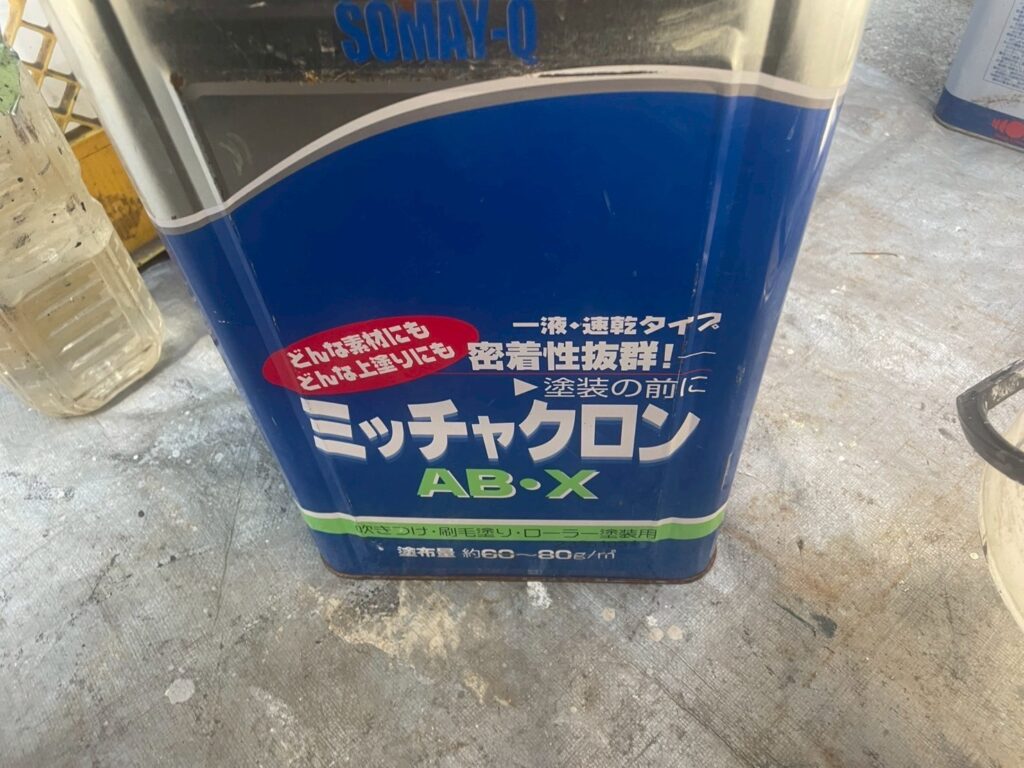 SOMAY-Q
どんな素材にも
どんな上塗りにも
一液・速乾タイプ
密着性抜群!
▶塗装の前に
ミッチャクロン
AB・X
吹きつけ・刷毛塗り・ローラー塗装用
塗布量 約60〜80g/㎡